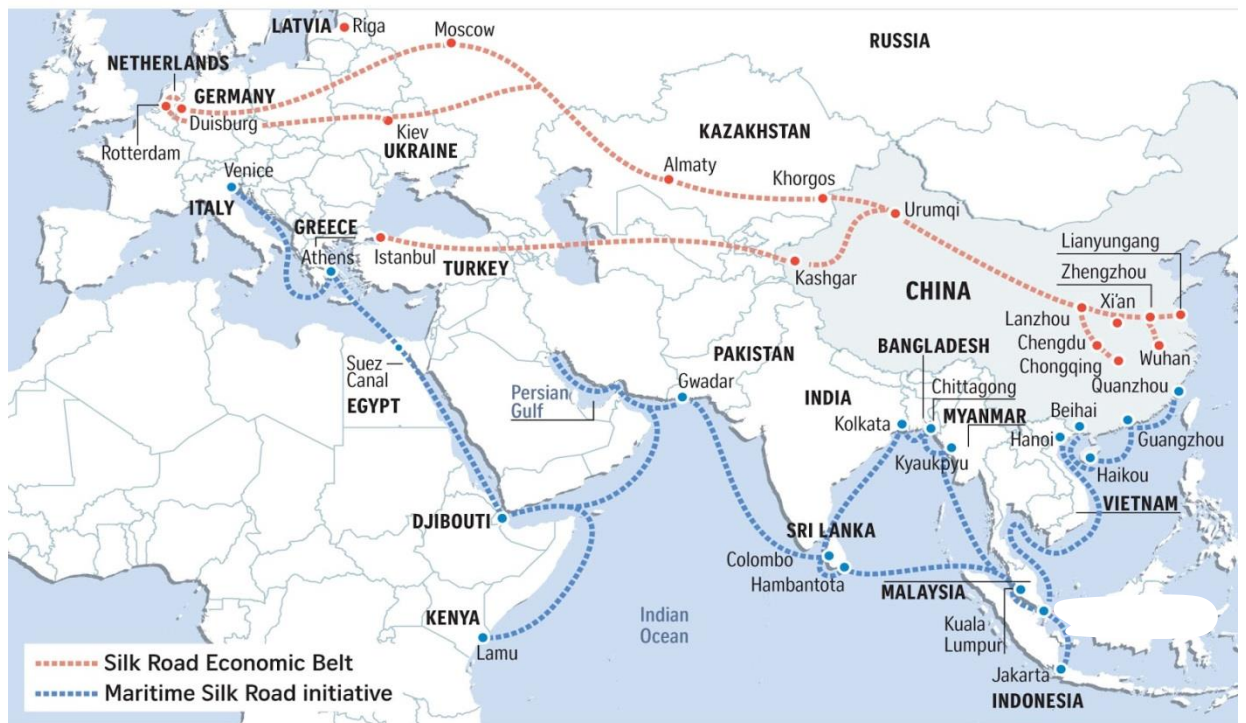 LATVIA
Riga
Moscow
RUSSIA
NETHERLANDS
GERMANY
Duisburg
Rotterdam
Kiev
UKRAINE
KAZAKHSTAN
Venice
Almaty
Khorgos
ITALY
Urumqi
GREECE
Athens
Istanbul
TURKEY
Kashgar
Lianyungang
Zhengzhou
CHINA
Xi'an
Lanzhou
Chengdu
Chongqing
Wuhan
PAKISTAN
BANGLADESH
Suez
Canal
EGYPT
Persian
Gulf
Gwadar
INDIA
Chittagong
Quanzhou
MYANMAR
Beihai
Kolkata
Hanoi
Guangzhou
Kyaukpyu
Haikou
VIETNAM
DJIBOUTI
SRI LANKA
Colombo
Hambantota
MALAYSIA
KENYA
Lamu
Indian
Ocean
Kuala
Lumpur
Jakarta
INDONESIA
Silk Road Economic Belt
Maritime Silk Road initiative